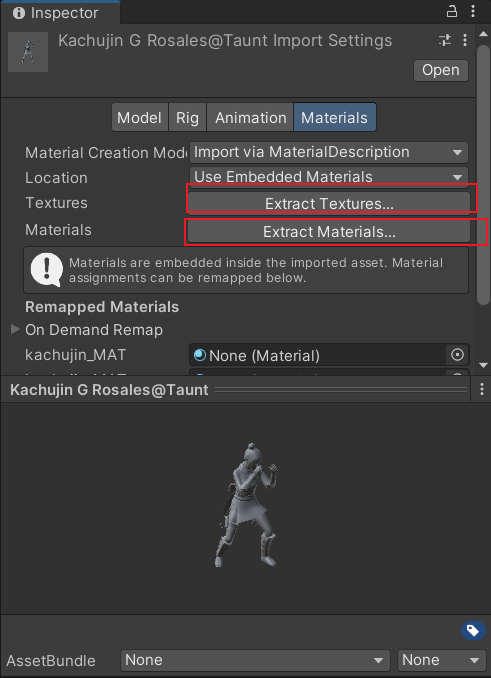 Inspector
Kachujin G Rosales@Taunt Import Settings
Open
Model Rig Animation Materials
Material Creation Mod Import via MaterialDescription
Location Use Embedded Materials
Textures Extract Textures...
Materials Extract Materials...
Materials are embedded inside the imported asset. Material
assignments can be remapped below.
Remapped Materials
On Demand Remap
kachujin_MAT None (Material)
Kachujin G Rosales@Taunt
AssetBundle None None